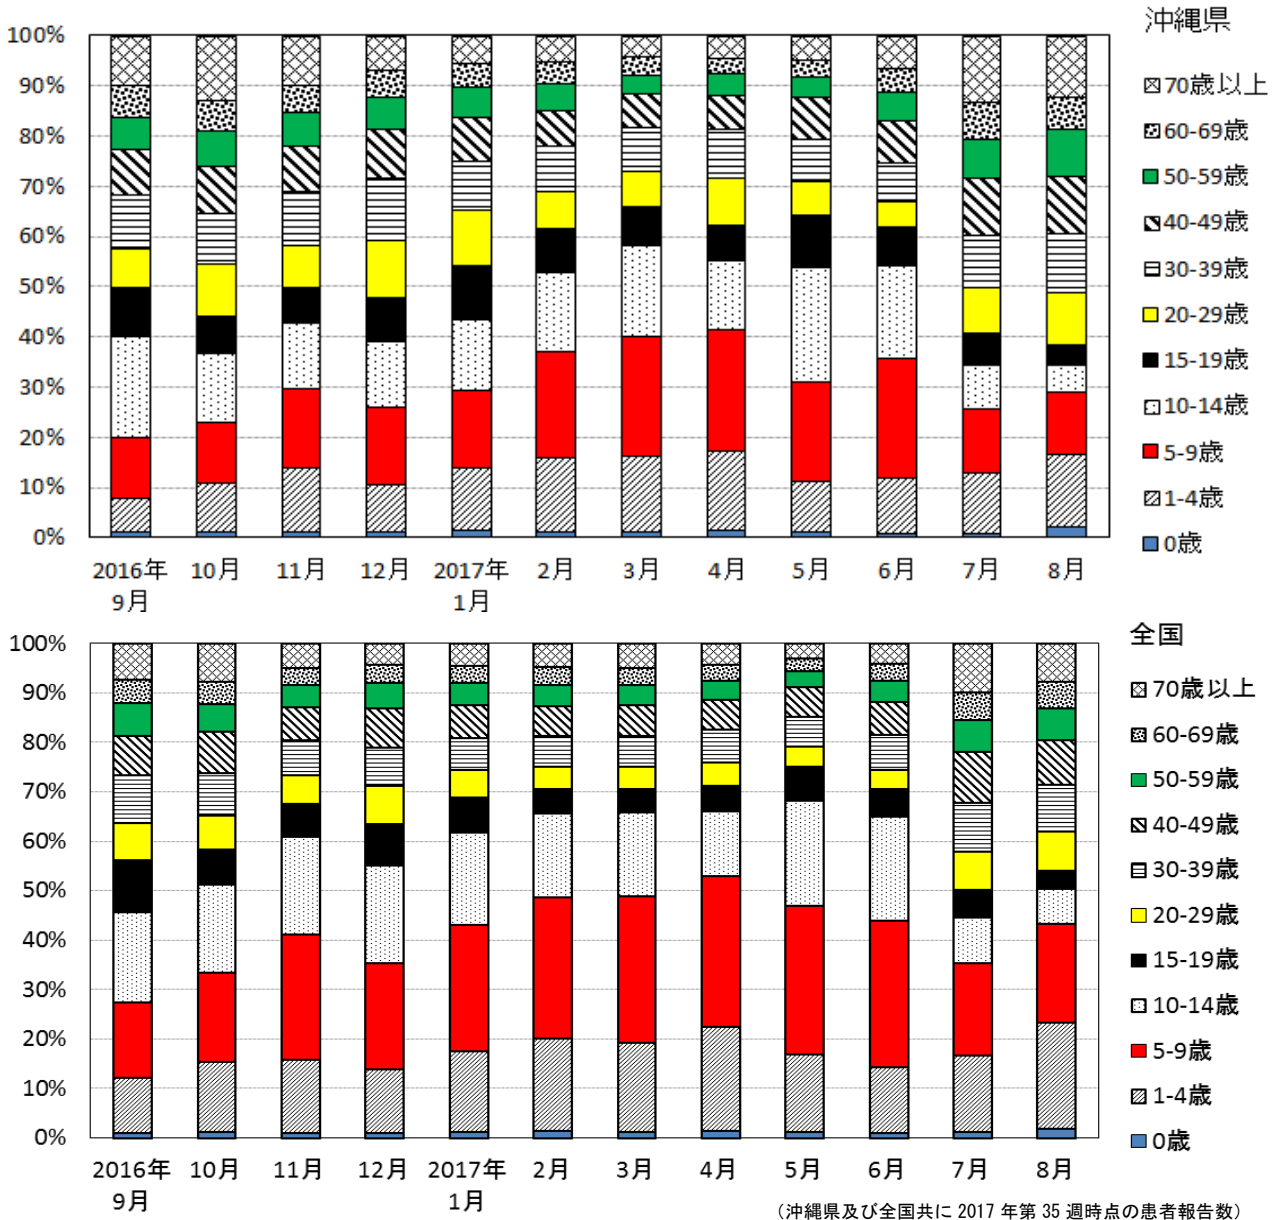 沖縄県
100%
90%
80%
70%
60%
50%
40%
30%
20%
10%
0%
70歳以上
60-69歳
50-59歳
40-49歳
30-39歳
20-29歳
15-19歳
10-14歳
5-9歳
1-4歳
0歳
2016年 10月 11月 12月 2017年 2月 3月 4月 5月 6月 7月 8月
9月 1月
全国
100%
90%
80%
70%
60%
50%
40%
30%
20%
10%
0%
70歳以上
60-69歳
50-59歳
40-49歳
30-39歳
20-29歳
15-19歳
10-14歳
5-9歳
1-4歳
0歳
2016年 10月 11月 12月 2017年 2月 3月 4月 5月 6月 7月 8月
9月 1月
（沖縄県及び全国共に 2017 年第 35 週時点の患者報告数）